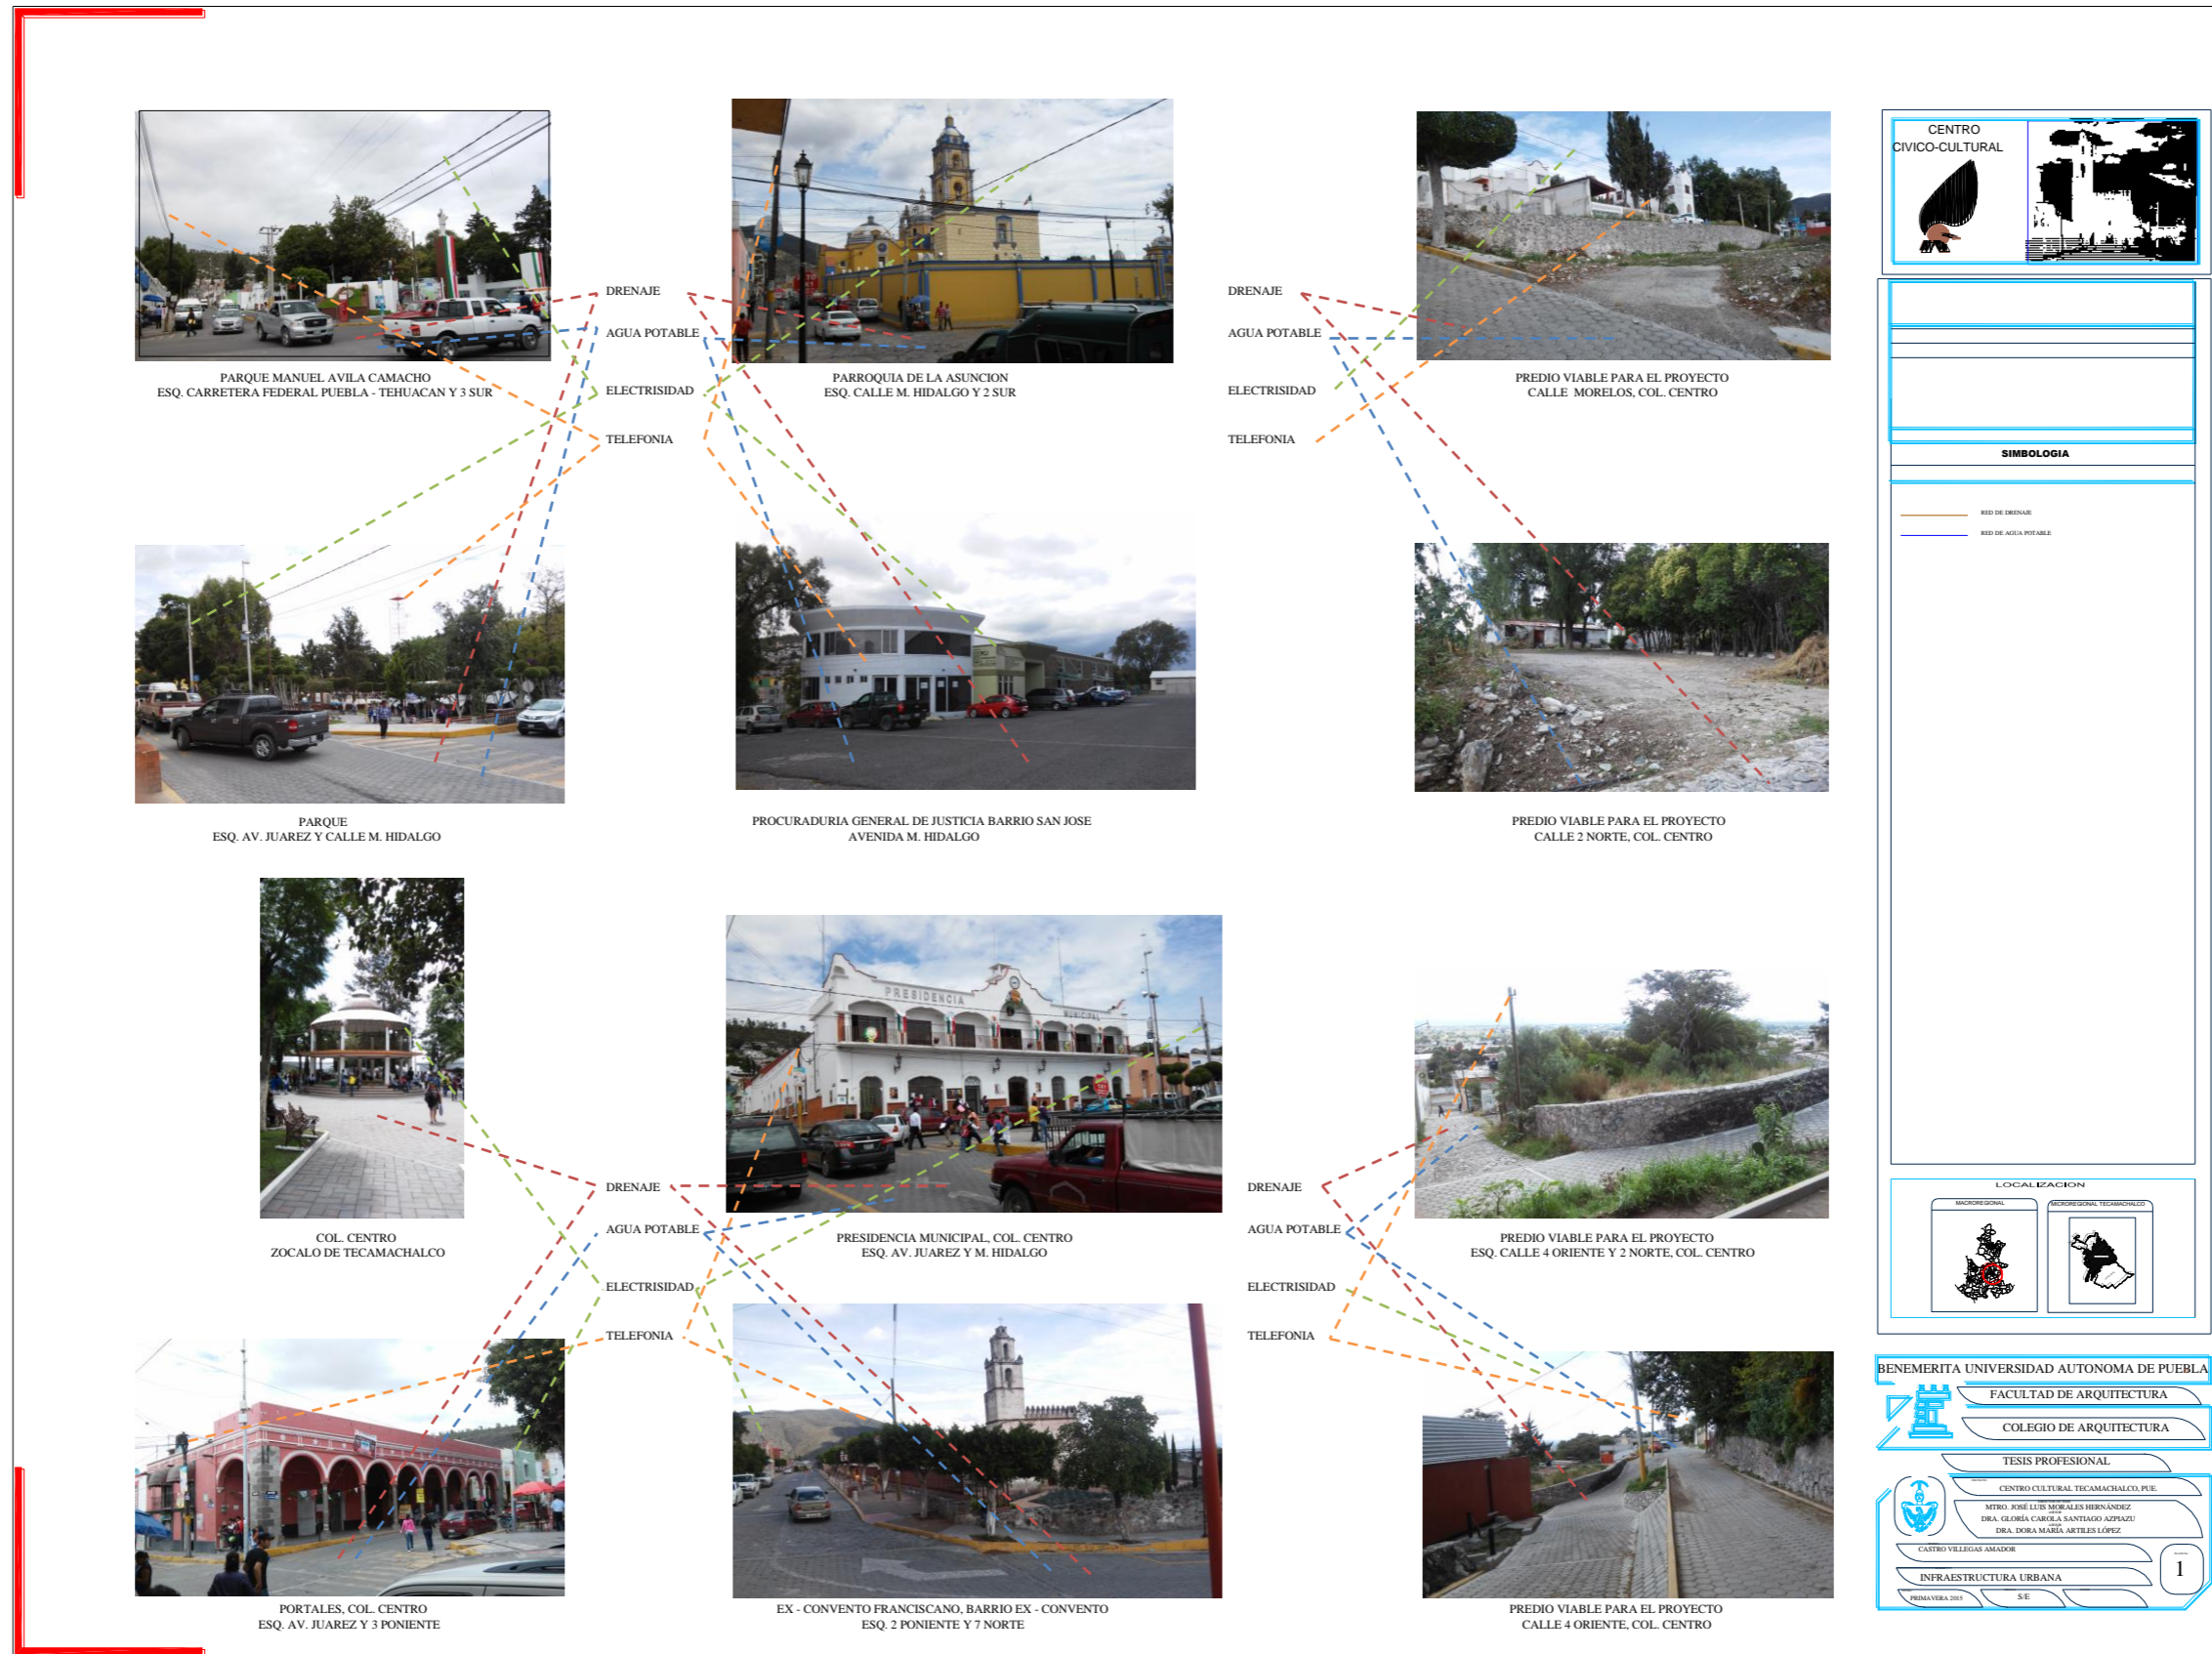 PARQUE MANUEL AVILA CAMACHO
ESQ. CARRETERA FEDERAL PUEBLA - TEHUACAN Y 3 SUR
DRENAJE
AGUA POTABLE
ELECTRISIDAD
TELEFONIA
PARROQUIA DE LA ASUNCION
ESQ. CALLE M. HIDALGO Y 2 SUR
DRENAJE
AGUA POTABLE
ELECTRISIDAD
TELEFONIA
PREDIO VIABLE PARA EL PROYECTO
CALLE MORELOS, COL. CENTRO
PARQUE
ESQ. AV. JUAREZ Y CALLE M. HIDALGO
PROCURADURIA GENERAL DE JUSTICIA BARRIO SAN JOSE
AVENIDA M. HIDALGO
PREDIO VIABLE PARA EL PROYECTO
CALLE 2 NORTE, COL. CENTRO
COL. CENTRO
ZOCALO DE TECAMACHALCO
DRENAJE
AGUA POTABLE
ELECTRISIDAD
TELEFONIA
PRESIDENCIA
MUNICIPAL
PRESIDENCIA MUNICIPAL, COL. CENTRO
ESQ. AV. JUAREZ Y M. HIDALGO
DRENAJE
AGUA POTABLE
ELECTRISIDAD
TELEFONIA
PREDIO VIABLE PARA EL PROYECTO
ESQ. CALLE 4 ORIENTE Y 2 NORTE, COL. CENTRO
PORTALES, COL. CENTRO
ESQ. AV. JUAREZ Y 3 PONIENTE
EX - CONVENTO FRANCISCANO, BARRIO EX - CONVENTO
ESQ. 2 PONIENTE Y 7 NORTE
PREDIO VIABLE PARA EL PROYECTO
CALLE 4 ORIENTE, COL. CENTRO
CENTRO
CIVICO-CULTURAL
SIMBOLOGIA
RED DE DRENAJE
RED DE AGUA POTABLE
LOCALIZACION
MACROREGIONAL
MICROREGIONAL TECAMACHALCO
BENEMERITA UNIVERSIDAD AUTONOMA DE PUEBLA
FACULTAD DE ARQUITECTURA
COLEGIO DE ARQUITECTURA
TESIS PROFESIONAL
CENTRO CULTURAL TECAMACHALCO, PUE.
MTRO. JOSÉ LUIS MORALES HERNÁNDEZ
DRA. GLORÍA CAROLA SANTIAGO AZPIAZU
DRA. DORA MARÍA ARTILES LÓPEZ
CASTRO VILLEGAS AMADOR
INFRAESTRUCTURA URBANA
1
PRIMAVERA 2015
S/E